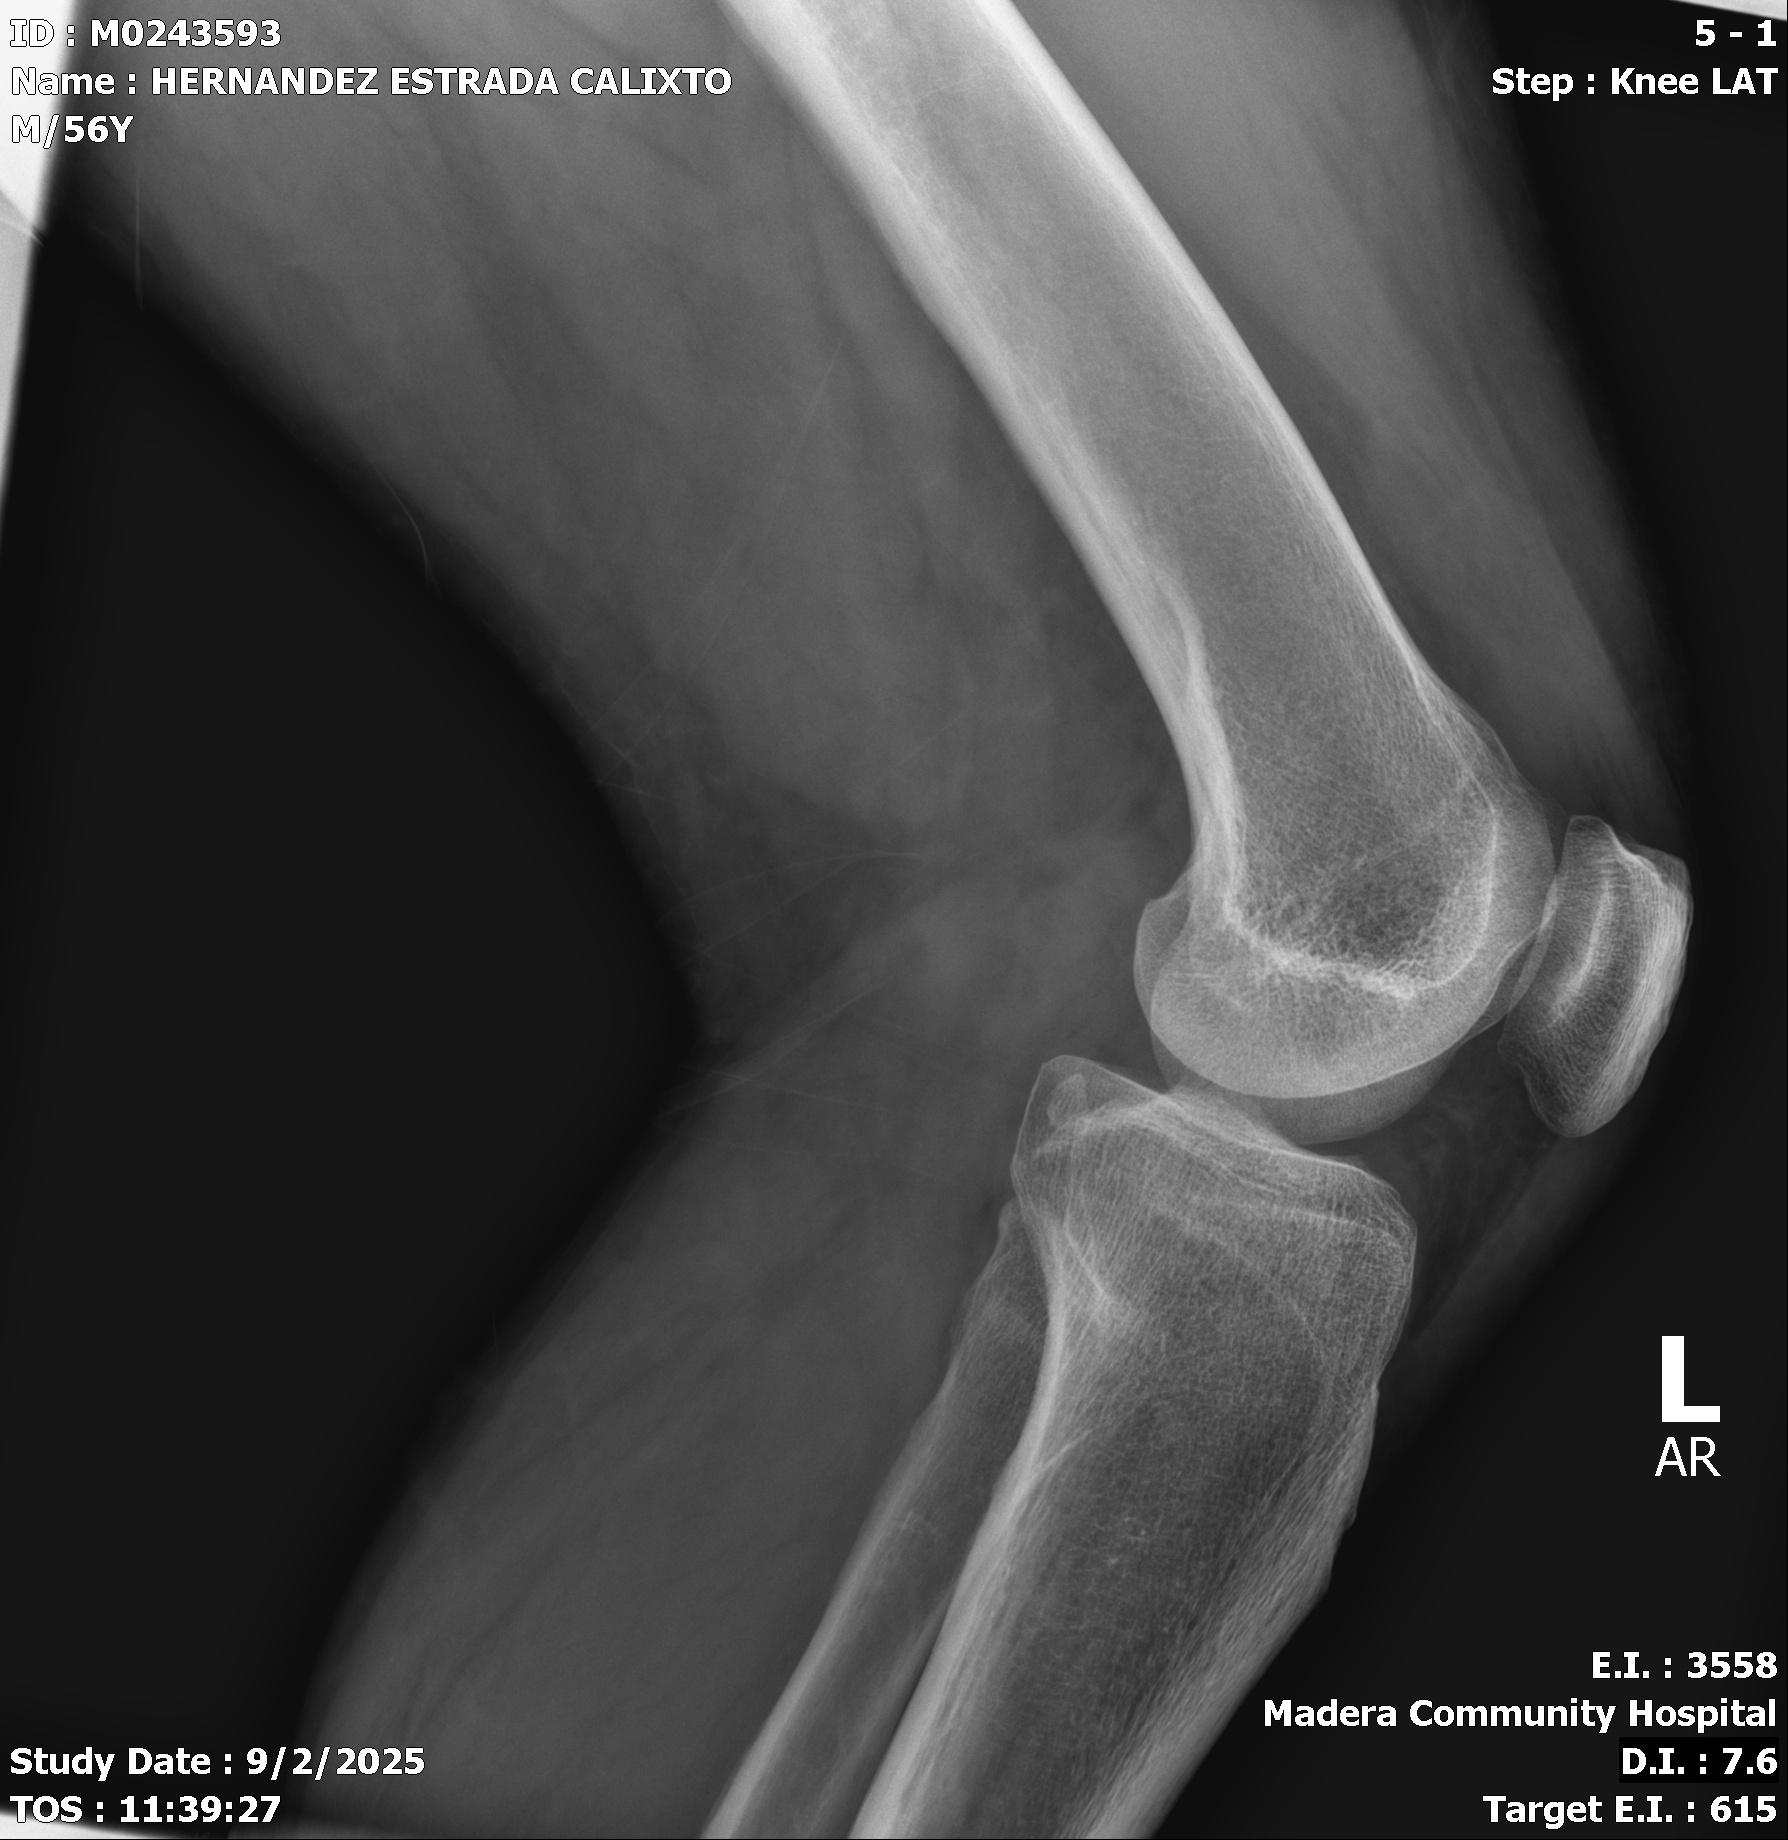 ID : M0243593
Name : HERNANDEZ ESTRADA CALIXTO
M/56Y
5 - 1
Step : Knee LAT
L
AR
E.I. : 3558
Madera Community Hospital
D.I. : 7.6
Target E.I. : 615
Study Date : 9/2/2025
TOS : 11:39:27